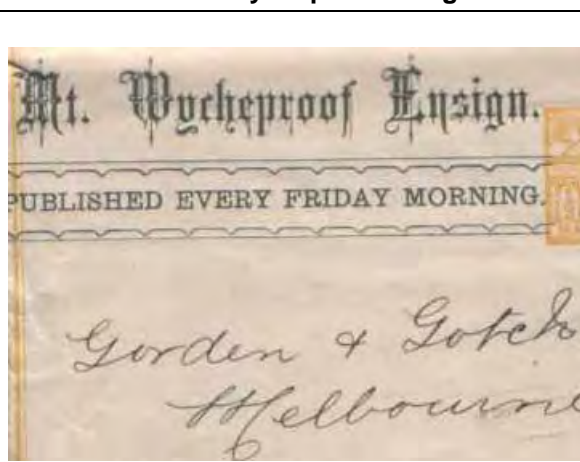 Mt. Wycheproof Ensign.
PUBLISHED EVERY FRIDAY MORNING.
Gorden & Gotch
Melbourne